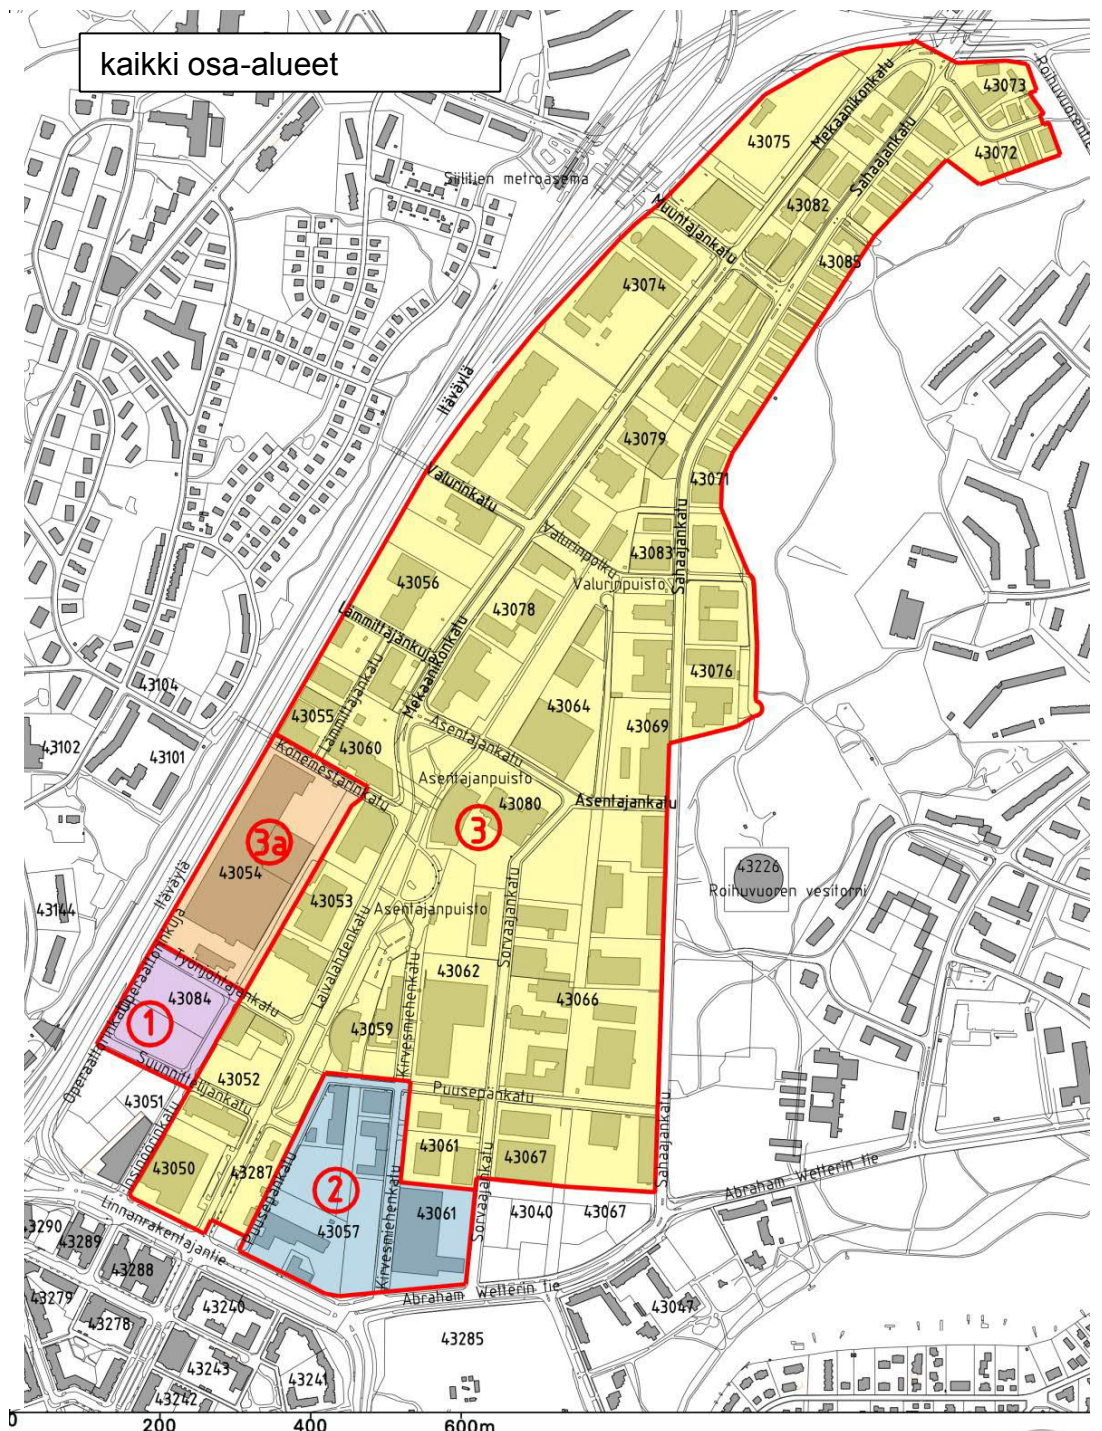 kaikki osa-alueet
43073
Roihuvuorentie
43075
Mekaanikonkatu
43072
Sahaajankatu
Siilitien metroasema
43082
Muuntajankatu
43085
43074
Itäväylä
43079
43071
Valurinkatu
Valurinpolku
43083
Sahaajankatu
Valurinpuisto
43056
43078
Lämmittäjänkuja
Mekaanikonkatu
43076
43104
Lämmittäjänkatu
43064
43055
43069
43102
43101
43060
Asentajankatu
Konemestarinkatu
Asentajanpuisto
43080
Asentajankatu
3a
3
43226
43054
Roihuvuoren vesitorni
Itäväylä
43053
43144
Asentajanpuisto
Laivalahdenkatu
Sorvaajankatu
Operaattorinkuja
Työnjohtajankatu
43062
43084
43066
1
43059
Kirvesmiehenkatu
Operaattorinkatu
Suunnittelijankatu
43052
Puusepänkatu
43051
43061
43067
Insinöörinkatu
43050
43287
Sahaajankatu
Abraham Wetterin tie
2
Sorvaajankatu
Linnanrakentajantie
Puusepänkatu
43057
Kirvesmiehenkatu
43061
43040
43067
43290
43289
43288
43279
43240
Abraham Wetterin tie
43047
43278
43285
43243
43241
43242
0
200
400
600m